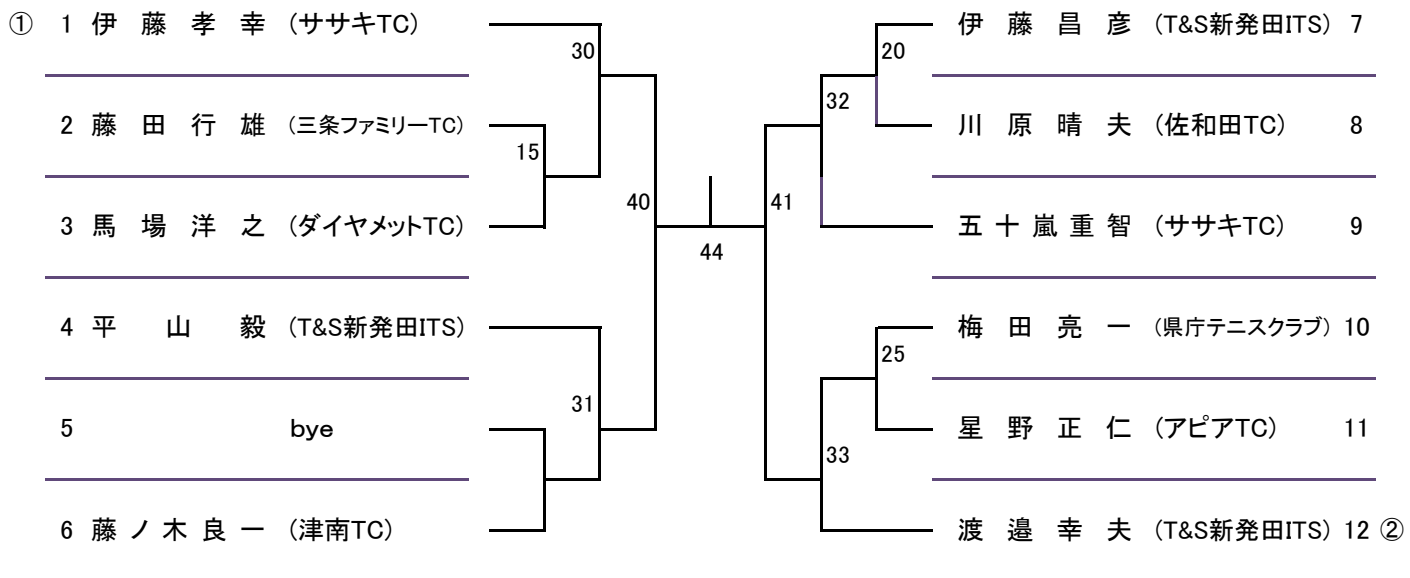 ① 1 伊藤孝幸 (ササキTC)
30
2 藤田行雄 (三条ファミリーTC)
15
3 馬場洋之 (ダイヤメットTC)
40
4 平山毅 (T&S新発田ITS)
31
5 bye
6 藤ノ木良一 (津南TC)
44
伊藤昌彦 (T&S新発田ITS) 7
20
32
川原晴夫 (佐和田TC) 8
41
五十嵐重智 (ササキTC) 9
梅田亮一 (県庁テニスクラブ) 10
25
星野正仁 (アピアTC) 11
33
渡邉幸夫 (T&S新発田ITS) 12 ②